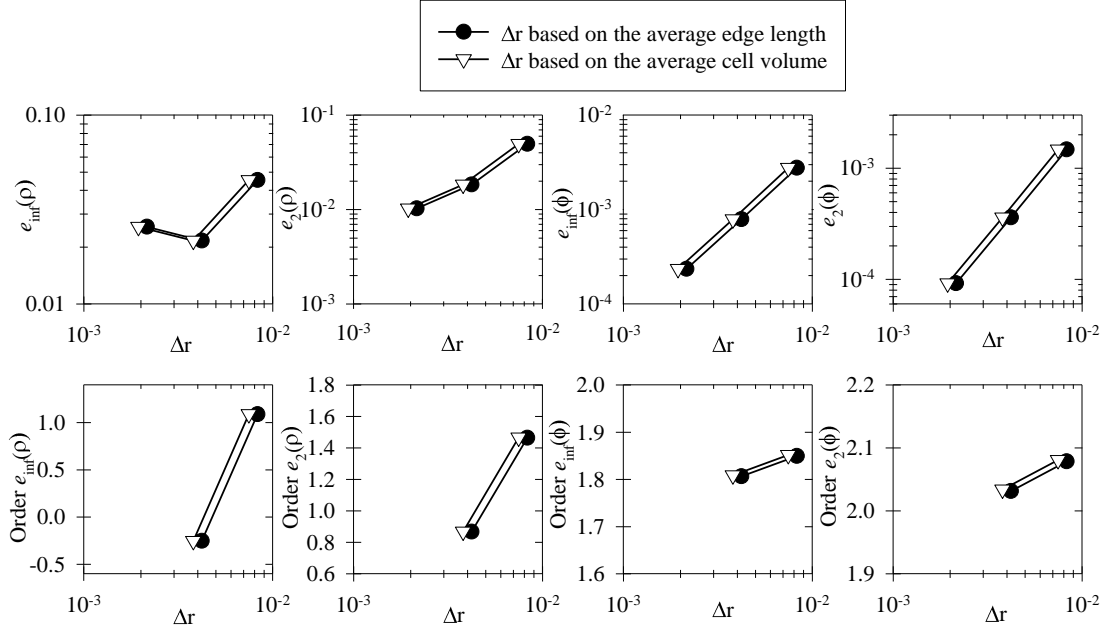 Δr based on the average edge length
Δr based on the average cell volume
e_inf(ρ)
0.10
0.01
10^-3
10^-2
Δr
e_2(ρ)
10^-1
10^-2
10^-3
10^-3
10^-2
Δr
e_inf(ϕ)
10^-2
10^-3
10^-4
10^-3
10^-2
Δr
e_2(ϕ)
10^-3
10^-4
10^-3
10^-2
Δr
Order e_inf(ρ)
1.0
0.5
0.0
-0.5
10^-3
10^-2
Δr
Order e_2(ρ)
1.8
1.6
1.4
1.2
1.0
0.8
0.6
10^-3
10^-2
Δr
Order e_inf(ϕ)
2.0
1.9
1.8
1.7
1.6
10^-3
10^-2
Δr
Order e_2(ϕ)
2.2
2.1
2.0
1.9
10^-3
10^-2
Δr